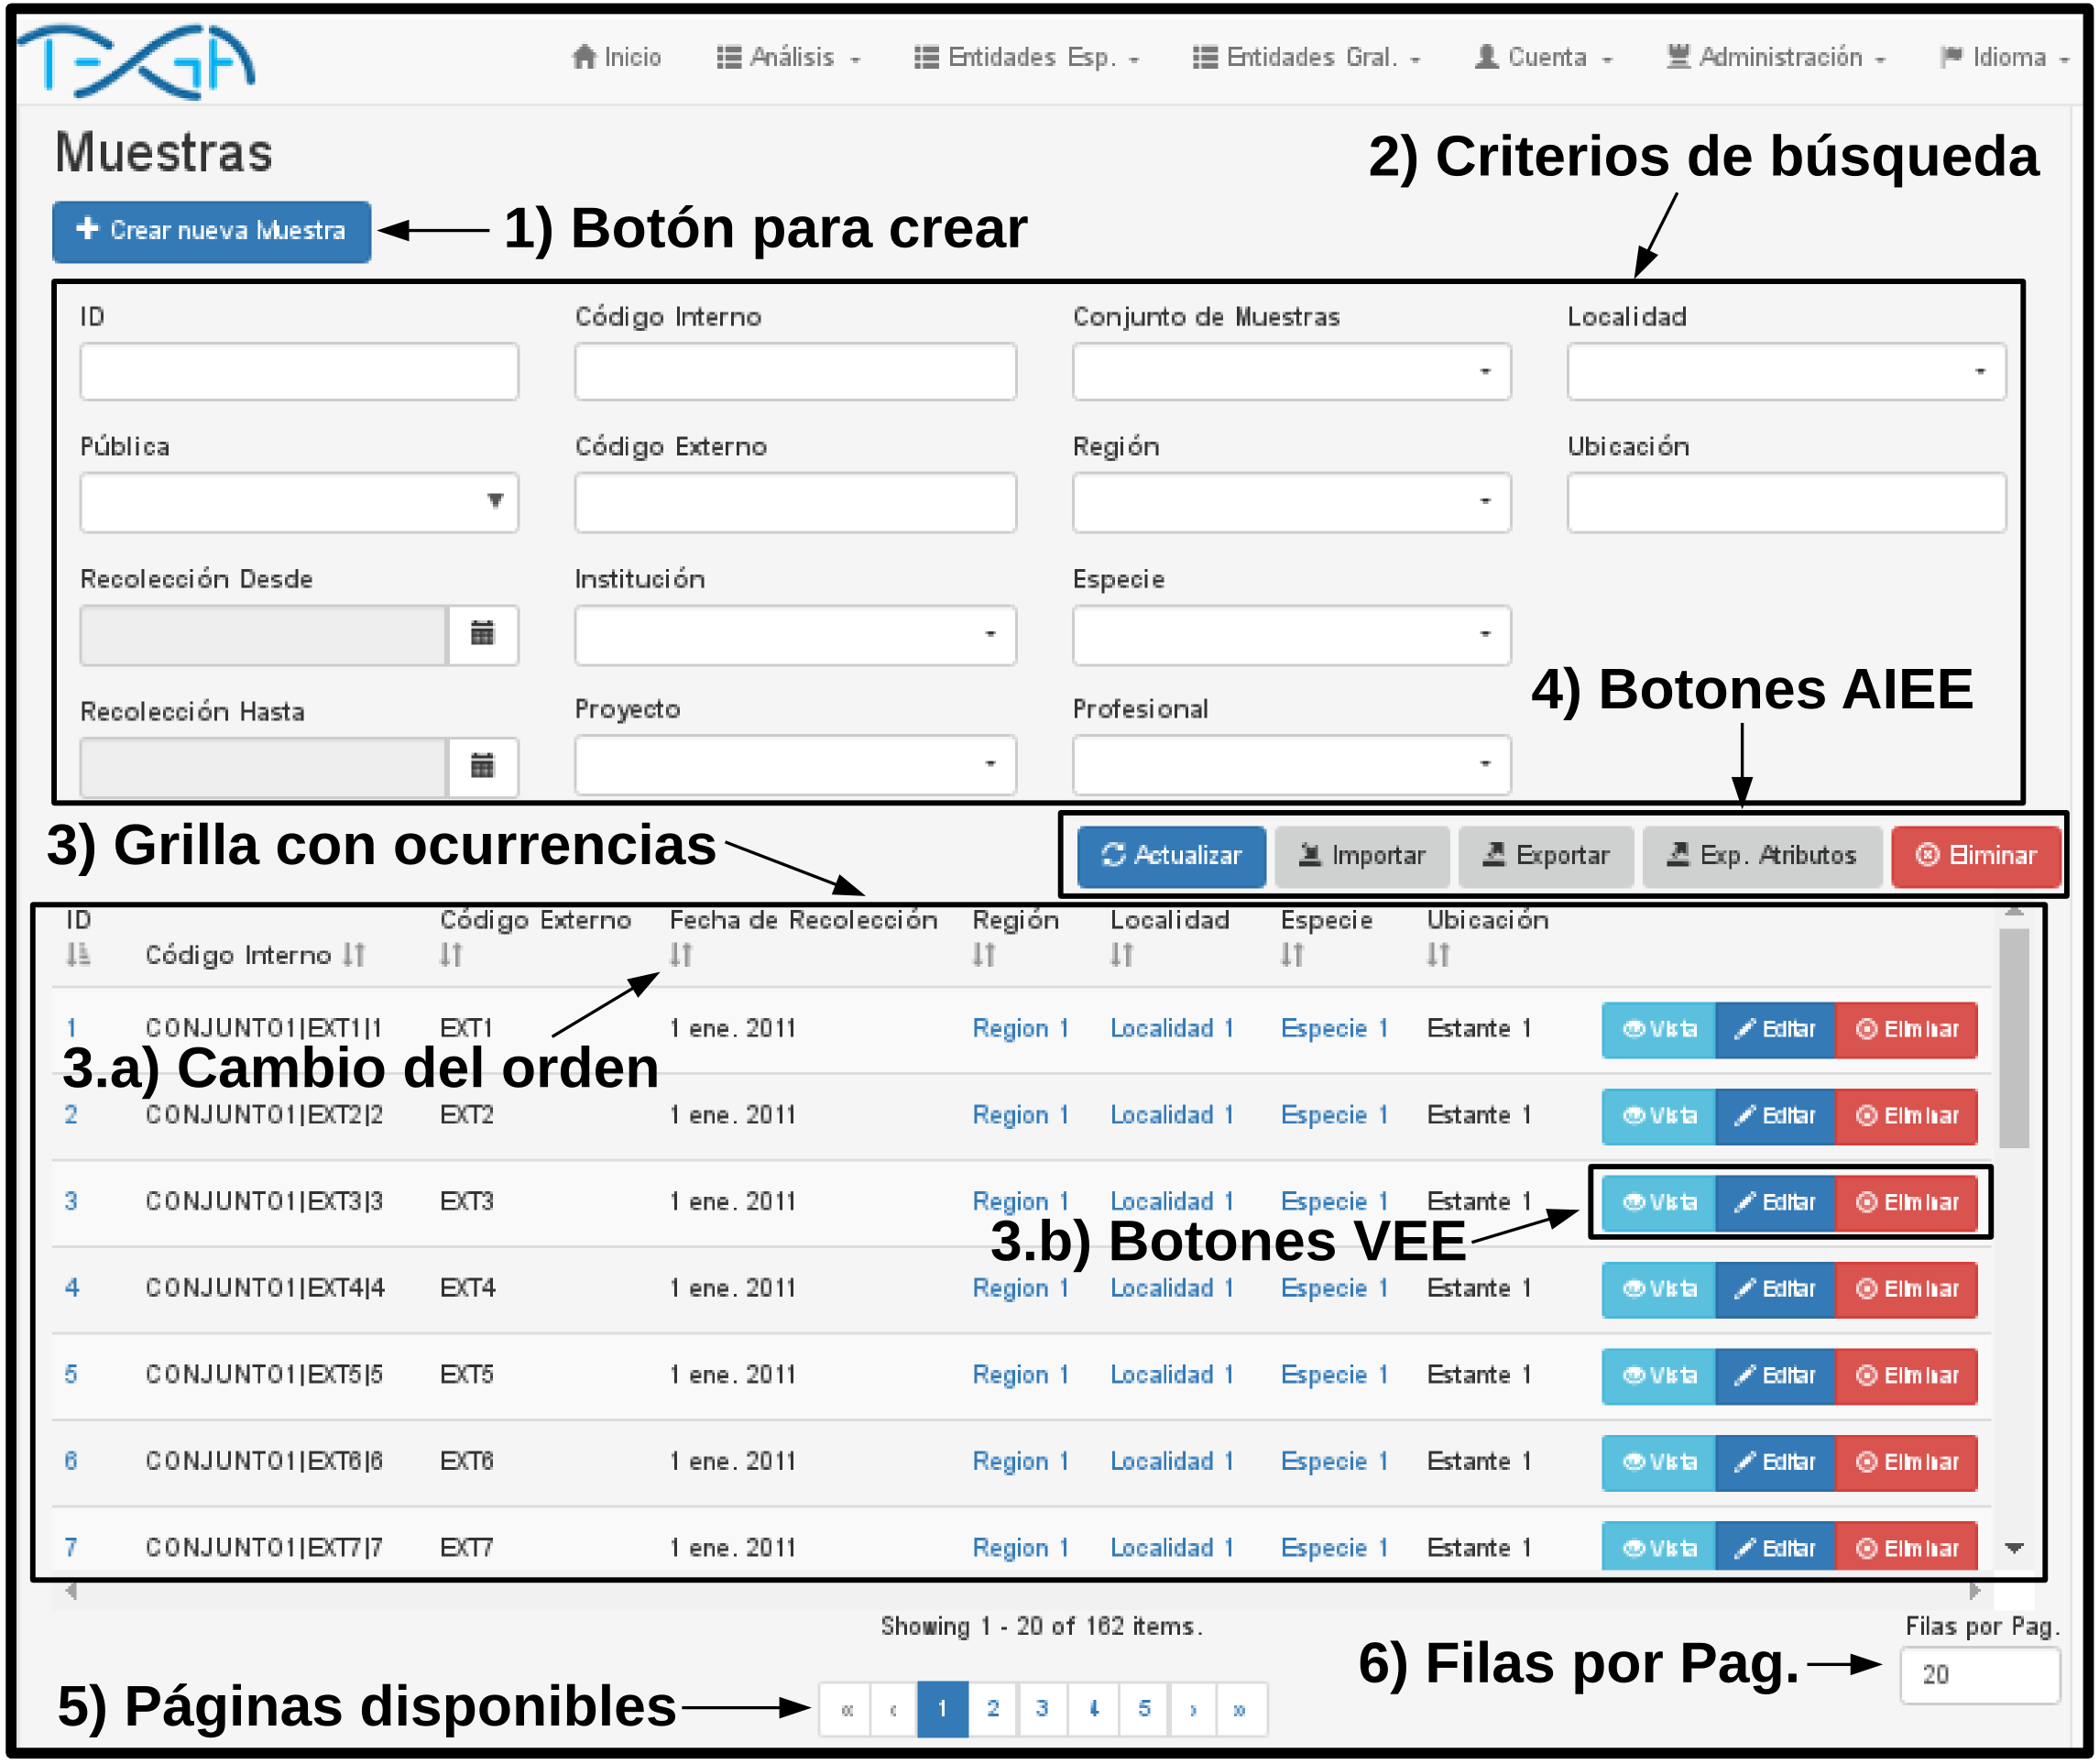 TEGA
Inicio Análisis Entidades Esp. Entidades Gral. Cuenta Administración Idioma
Muestras
2) Criterios de búsqueda
Crear nueva Muestra
1) Botón para crear
ID Código Interno Conjunto de Muestras Localidad
Pública Código Externo Región Ubicación
Recolección Desde Institución Especie
4) Botones AIEE
Recolección Hasta Proyecto Profesional
3) Grilla con ocurrencias
Actualizar Importar Exportar Exp. Atributos Eliminar
ID Código Interno Código Externo Fecha de Recolección Región Localidad Especie Ubicación
1 CONJUNTO1|EXT1|1 EXT1 1 ene. 2011 Region 1 Localidad 1 Especie 1 Estante 1 Vista Editar Eliminar
3.a) Cambio del orden
2 CONJUNTO1|EXT2|2 EXT2 1 ene. 2011 Region 1 Localidad 1 Especie 1 Estante 1 Vista Editar Eliminar
3 CONJUNTO1|EXT3|3 EXT3 1 ene. 2011 Region 1 Localidad 1 Especie 1 Estante 1 Vista Editar Eliminar
3.b) Botones VEE
4 CONJUNTO1|EXT4|4 EXT4 1 ene. 2011 Region 1 Localidad 1 Especie 1 Estante 1 Vista Editar Eliminar
5 CONJUNTO1|EXT5|5 EXT5 1 ene. 2011 Region 1 Localidad 1 Especie 1 Estante 1 Vista Editar Eliminar
6 CONJUNTO1|EXT6|6 EXT6 1 ene. 2011 Region 1 Localidad 1 Especie 1 Estante 1 Vista Editar Eliminar
7 CONJUNTO1|EXT7|7 EXT7 1 ene. 2011 Region 1 Localidad 1 Especie 1 Estante 1 Vista Editar Eliminar
Showing 1 - 20 of 162 items.
Filas por Pag.
6) Filas por Pag.
20
5) Páginas disponibles
« ‹ 1 2 3 4 5 › »